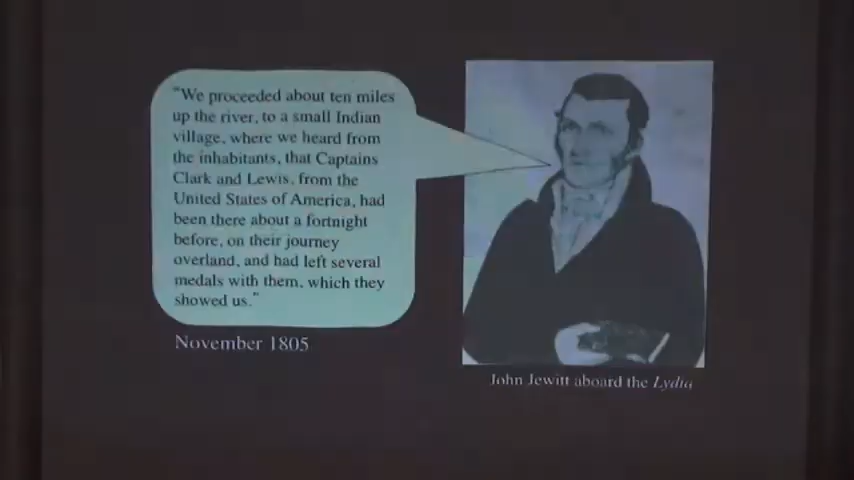 "We proceeded about ten miles
up the river, to a small Indian
village, where we heard from
the inhabitants, that Captains
Clark and Lewis, from the
United States of America, had
been there about a fortnight
before, on their journey
overland, and had left several
medals with them, which they
showed us."
November 1805
John Jewitt aboard the Lydia